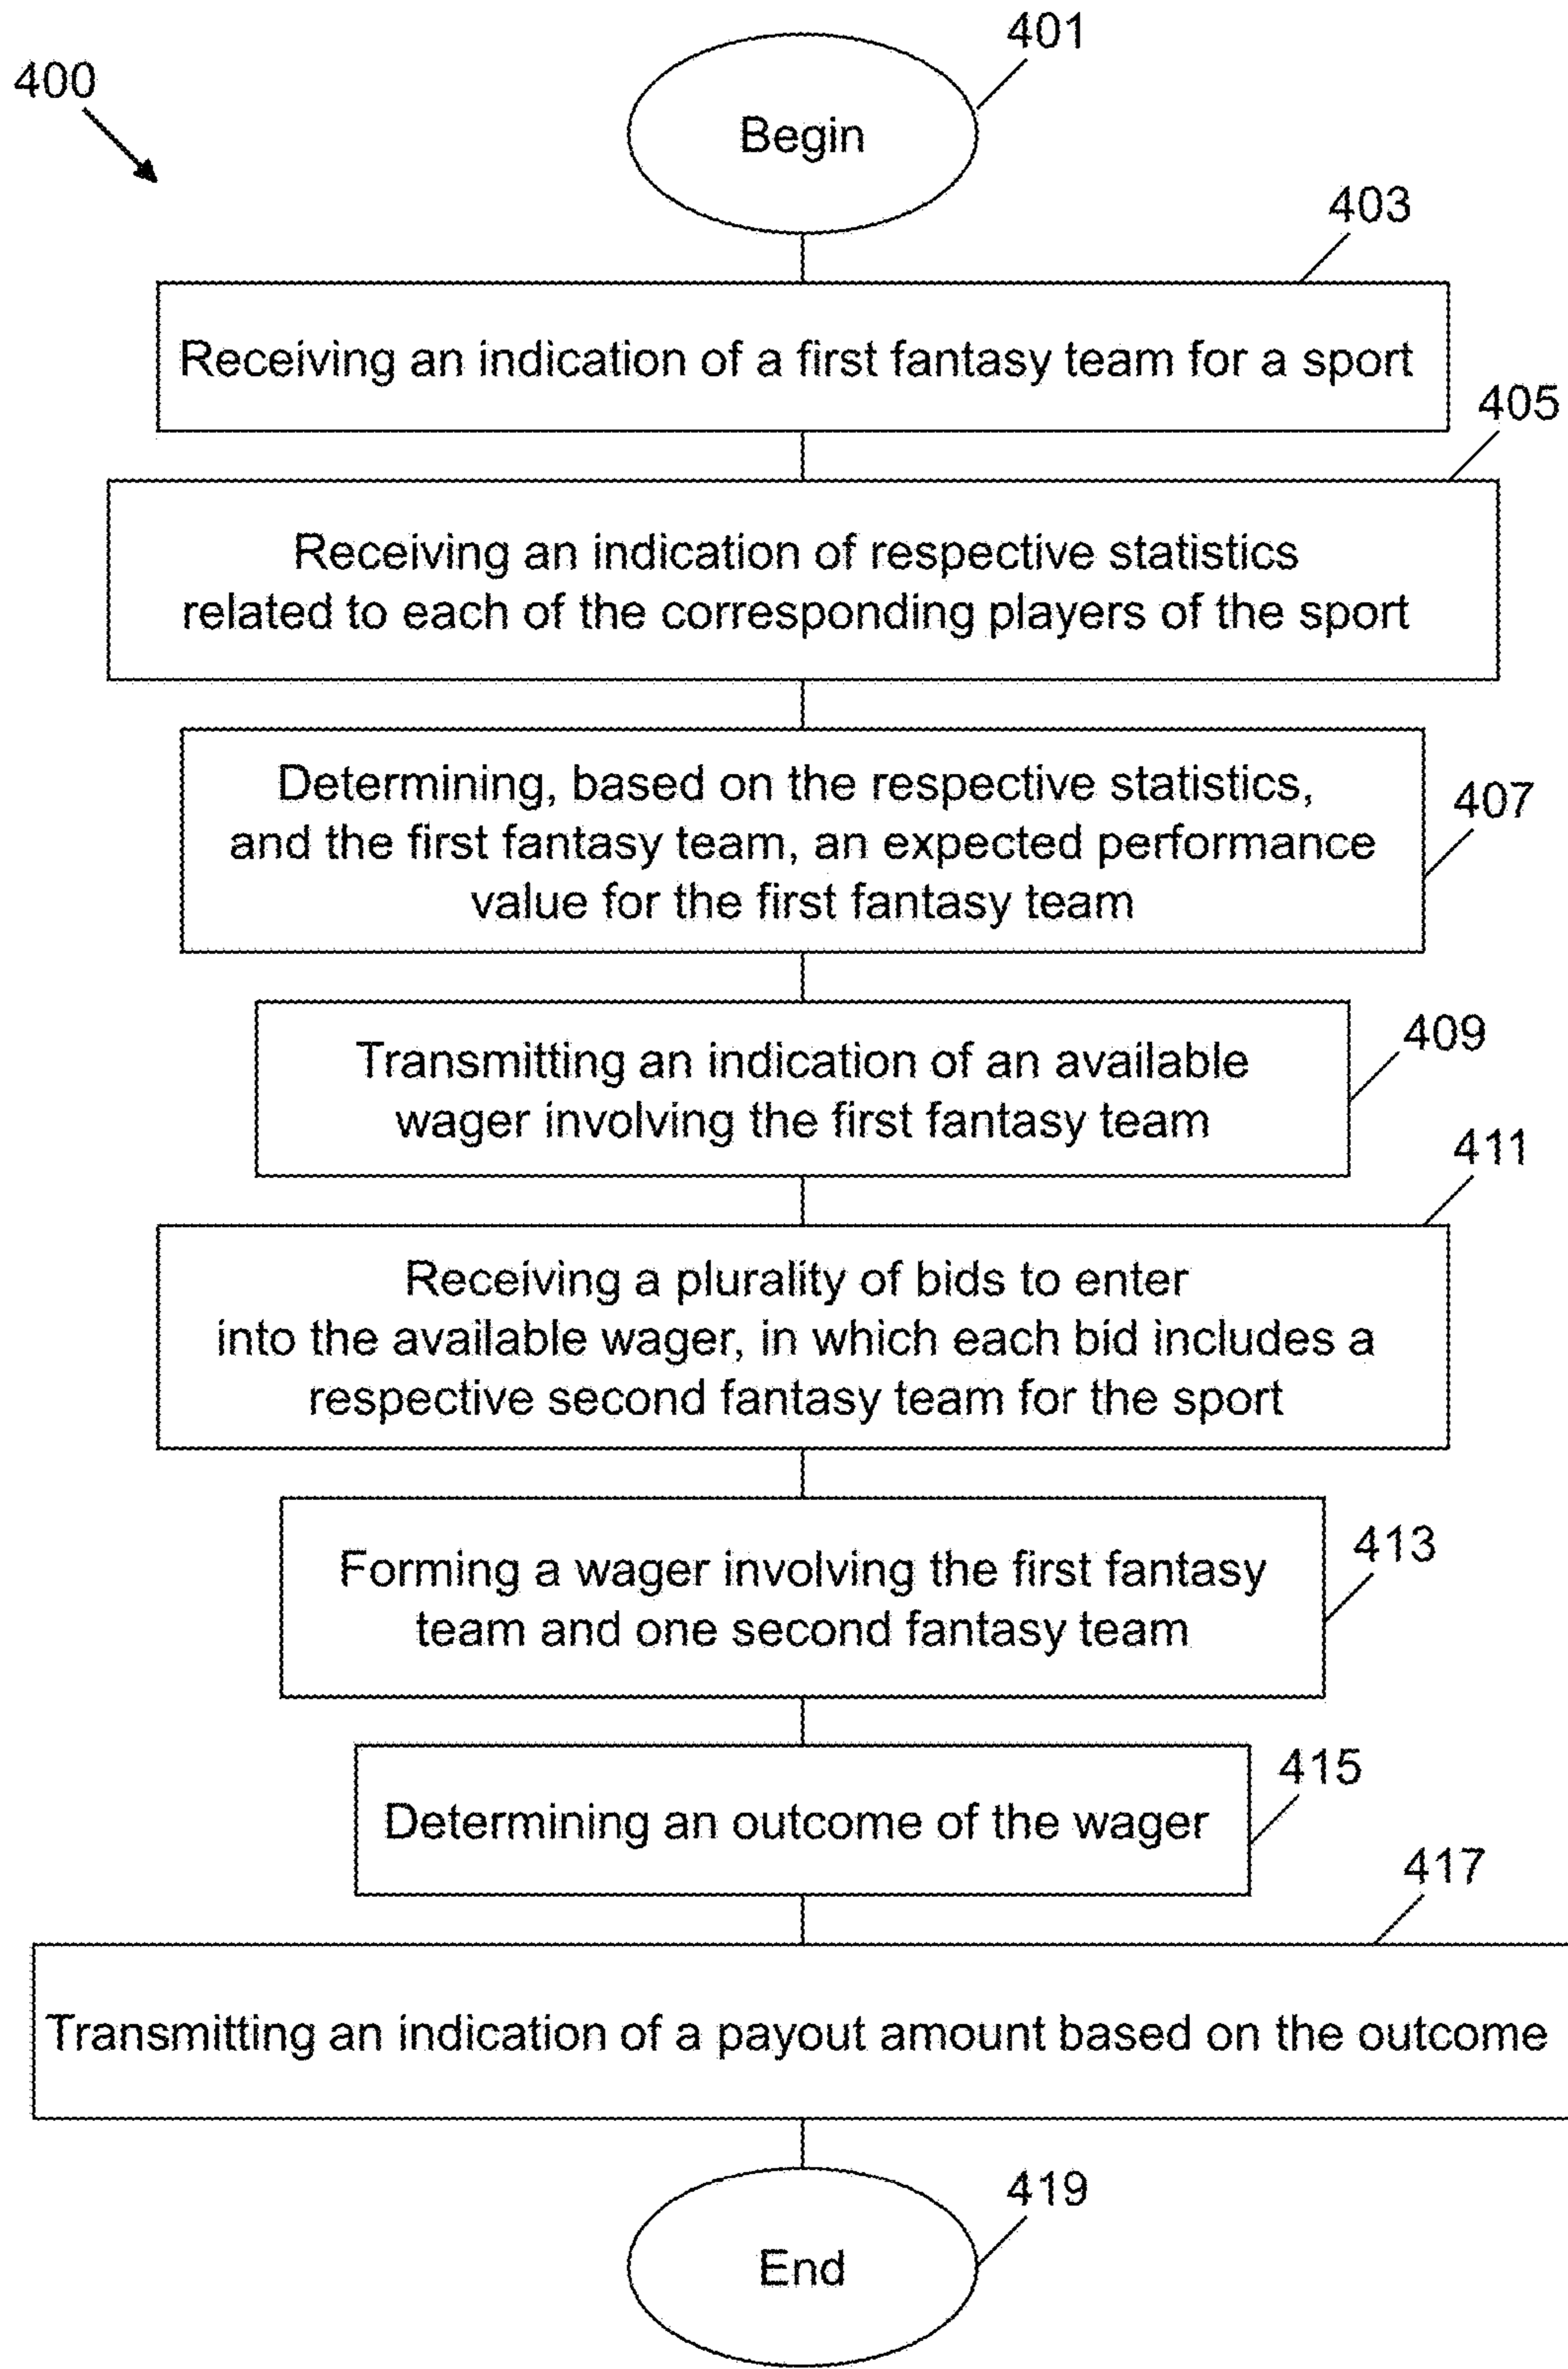 400
401
Begin
403
Receiving an indication of a first fantasy team for a sport
405
Receiving an indication of respective statistics
related to each of the corresponding players of the sport
Determining, based on the respective statistics,
and the first fantasy team, an expected performance
value for the first fantasy team
407
Transmitting an indication of an available
wager involving the first fantasy team
409
411
Receiving a plurality of bids to enter
into the available wager, in which each bid includes a
respective second fantasy team for the sport
Forming a wager involving the first fantasy
team and one second fantasy team
413
Determining an outcome of the wager
415
417
Transmitting an indication of a payout amount based on the outcome
419
End